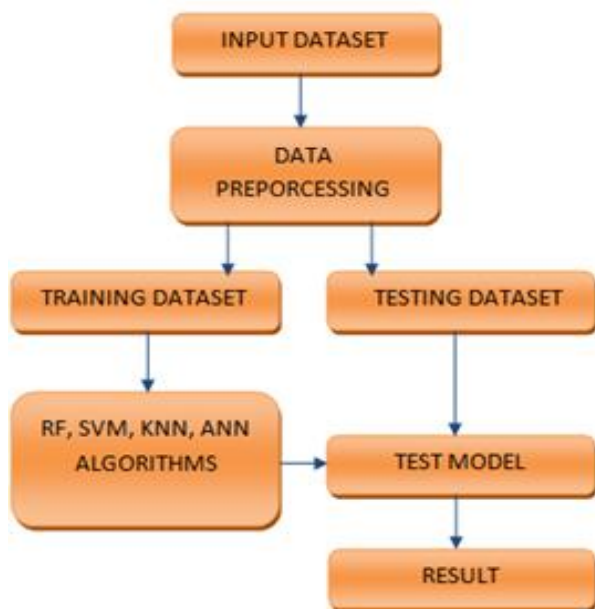 INPUT DATASET
DATA
PREPORCESSING
TRAINING DATASET
TESTING DATASET
RF, SVM, KNN, ANN
ALGORITHMS
TEST MODEL
RESULT